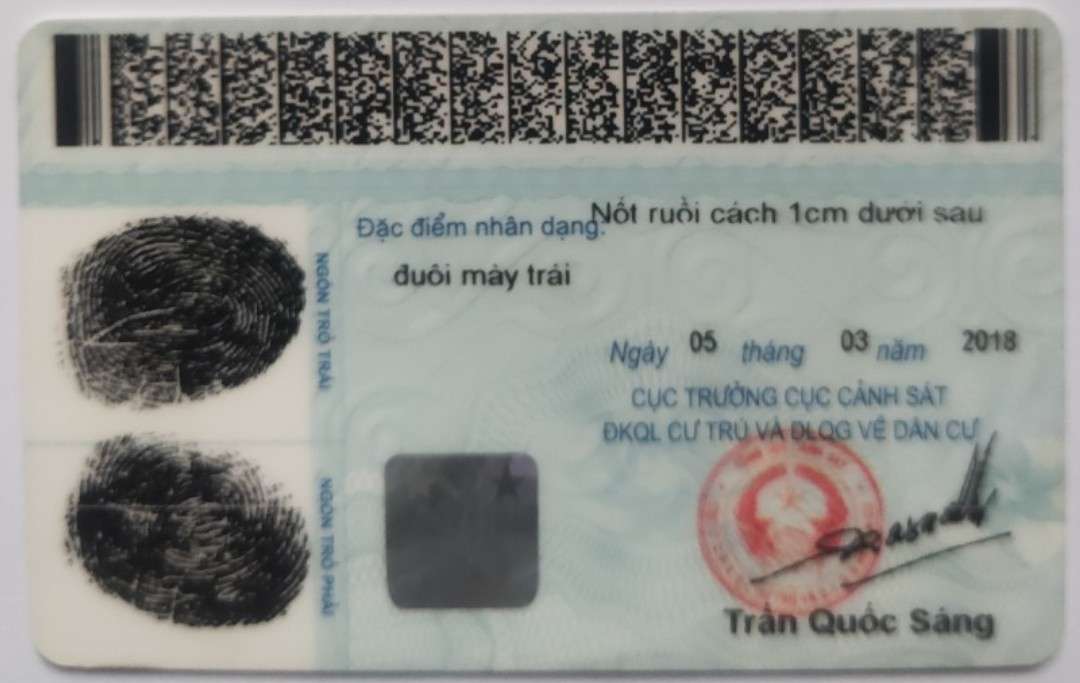 Đặc điểm nhân dạng: Nốt ruồi cách 1cm dưới sau
đuôi mày trái
NGÓN TRỎ TRÁI
Ngày 05 tháng 03 năm 2018
CỤC TRƯỞNG CỤC CẢNH SÁT
ĐKQL CƯ TRÚ VÀ DLQG VỀ DÂN CƯ
NGÓN TRỎ PHẢI
Trần Quốc Sáng